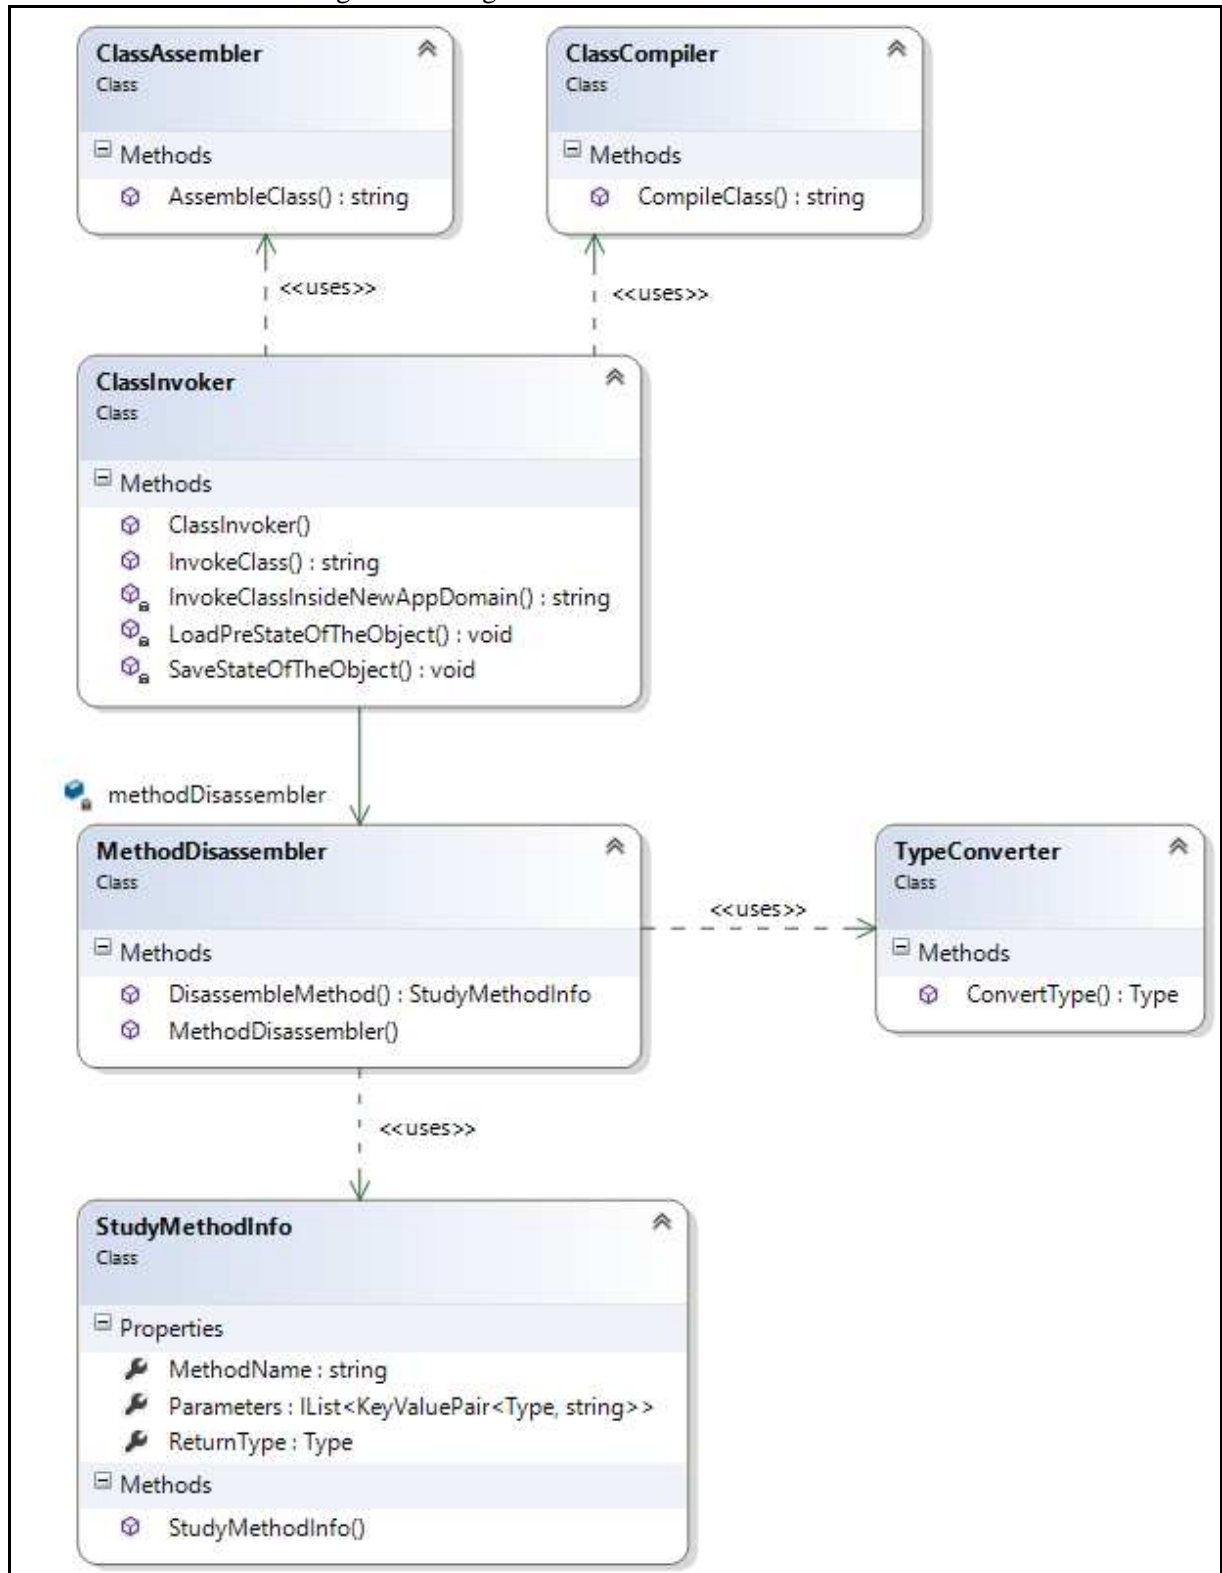 ClassAssembler
Class
Methods
AssembleClass() : string
ClassCompiler
Class
Methods
CompileClass() : string
<<uses>>
<<uses>>
ClassInvoker
Class
Methods
ClassInvoker()
InvokeClass() : string
InvokeClassInsideNewAppDomain() : string
LoadPreStateOfTheObject() : void
SaveStateOfTheObject() : void
methodDisassembler
MethodDisassembler
Class
Methods
DisassembleMethod() : StudyMethodInfo
MethodDisassembler()
<<uses>>
TypeConverter
Class
Methods
ConvertType() : Type
<<uses>>
StudyMethodInfo
Class
Properties
MethodName : string
Parameters : IList<KeyValuePair<Type, string>>
ReturnType : Type
Methods
StudyMethodInfo()